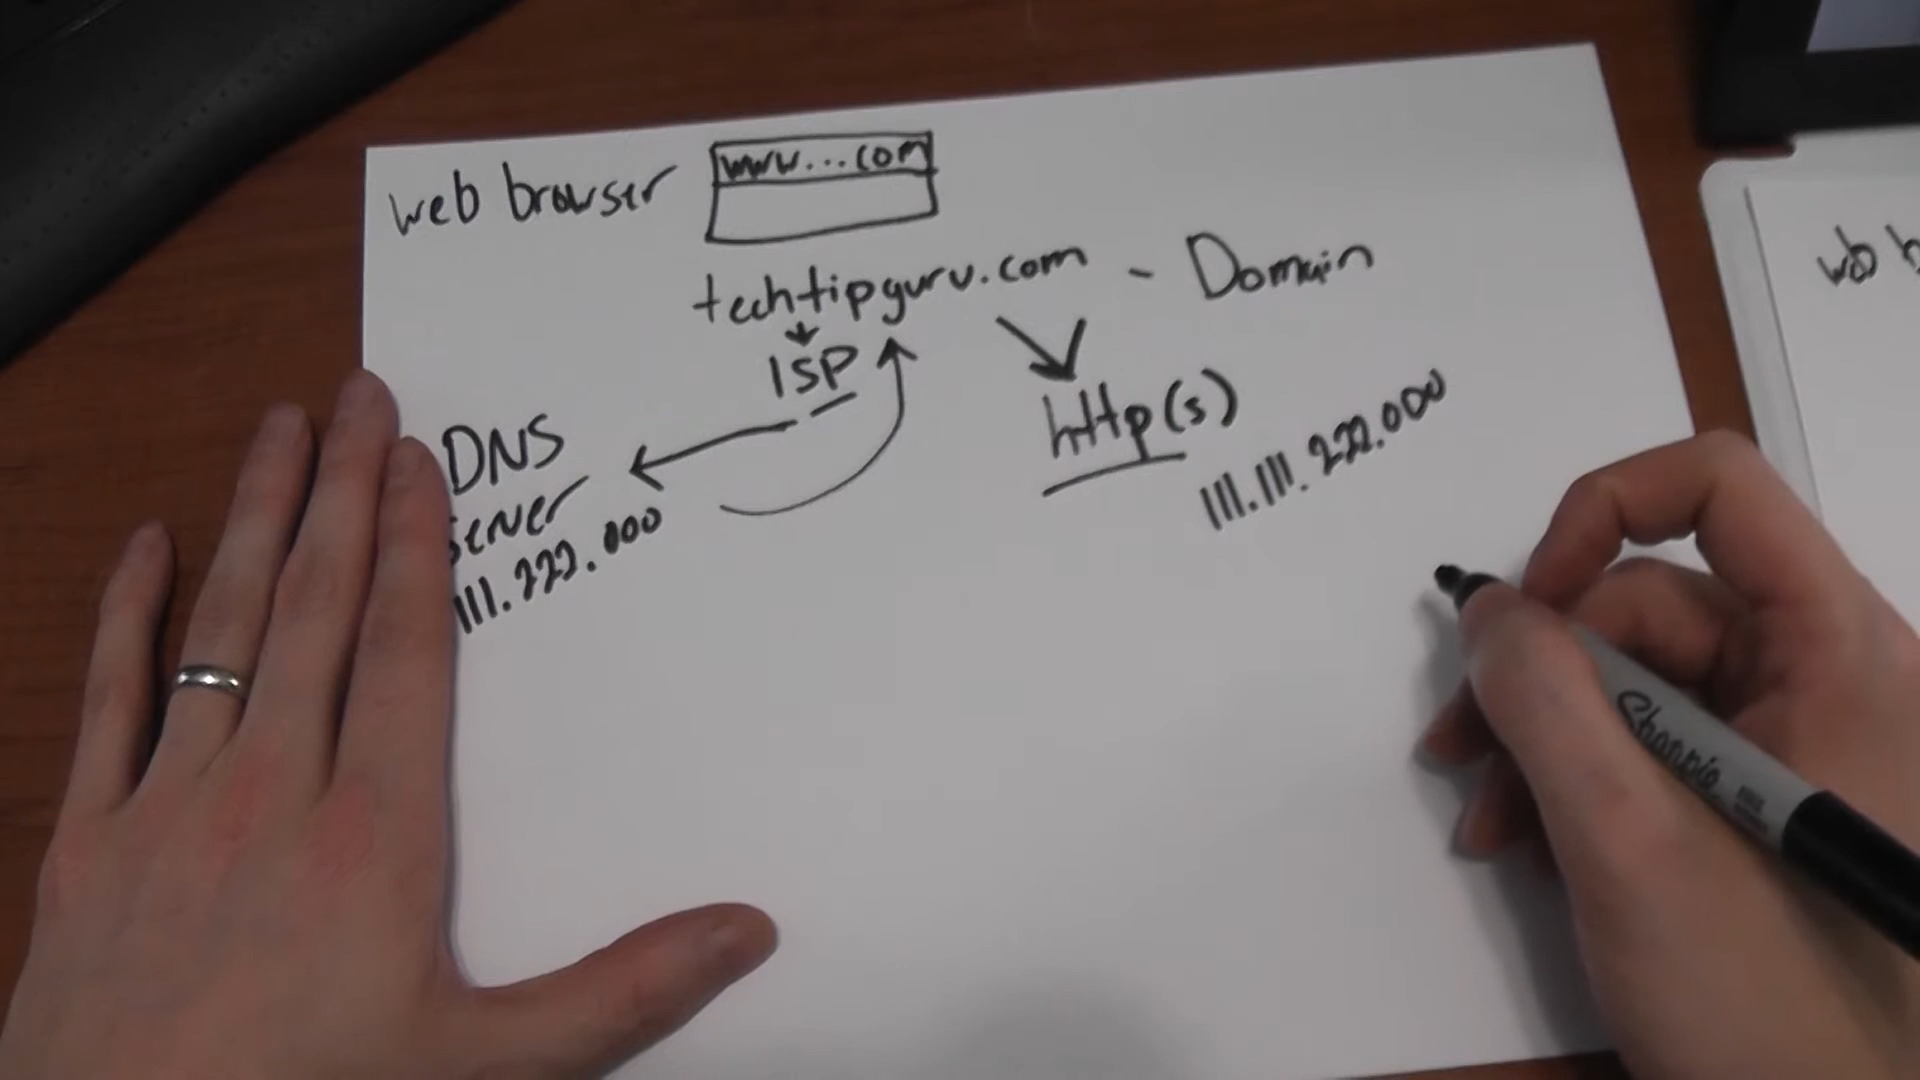 web browser
www...com
techtipguru.com - Domain
ISP
http(s)
111.111.222.000
DNS
server
111.222.000
Sharpie